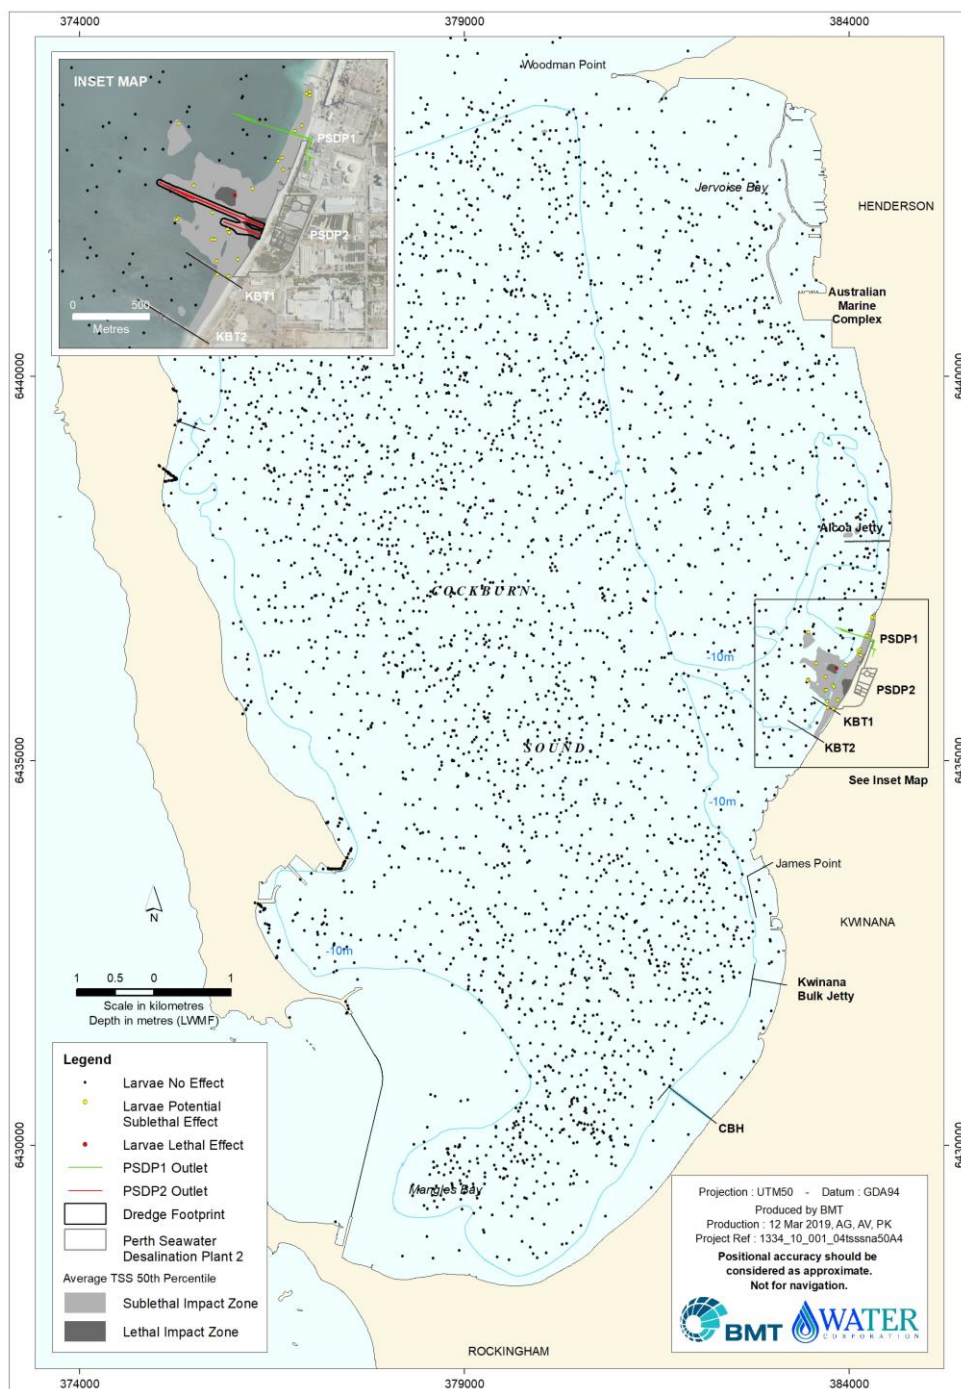 374000
379000
384000
INSET MAP
PSDP1
PSDP2
KBT1
KBT2
0
500
Metres
Woodman Point
Jervoise Bay
HENDERSON
Australian
Marine
Complex
6440000
6440000
Alcoa Jetty
COCKBURN
SOUND
-10m
PSDP1
PSDP2
KBT1
KBT2
See Inset Map
6435000
6435000
-10m
James Point
KWINANA
N
-10m
1
0.5
0
1
Scale in kilometres
Depth in metres (LWMF)
Kwinana
Bulk Jetty
CBH
Mangles Bay
6430000
6430000
Legend
Larvae No Effect
Larvae Potential
Sublethal Effect
Larvae Lethal Effect
PSDP1 Outlet
PSDP2 Outlet
Dredge Footprint
Perth Seawater
Desalination Plant 2
Average TSS 50th Percentile
Sublethal Impact Zone
Lethal Impact Zone
Projection : UTM50 - Datum : GDA94
Produced by BMT
Production : 12 Mar 2019, AG, AV, PK
Project Ref : 1334_10_001_04tsssna50A4
Positional accuracy should be
considered as approximate.
Not for navigation.
BMT
WATER
CORPORATION
ROCKINGHAM
374000
379000
384000